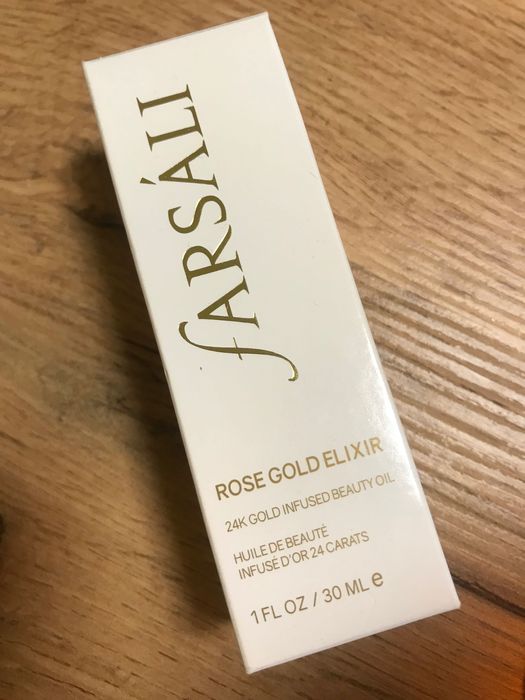 fARSÁLI
ROSE GOLD ELIXIR
24K GOLD INFUSED BEAUTY OIL
HUILE DE BEAUTÉ
INFUSÉ D'OR 24 CARATS
1 FL OZ / 30 ML ℮